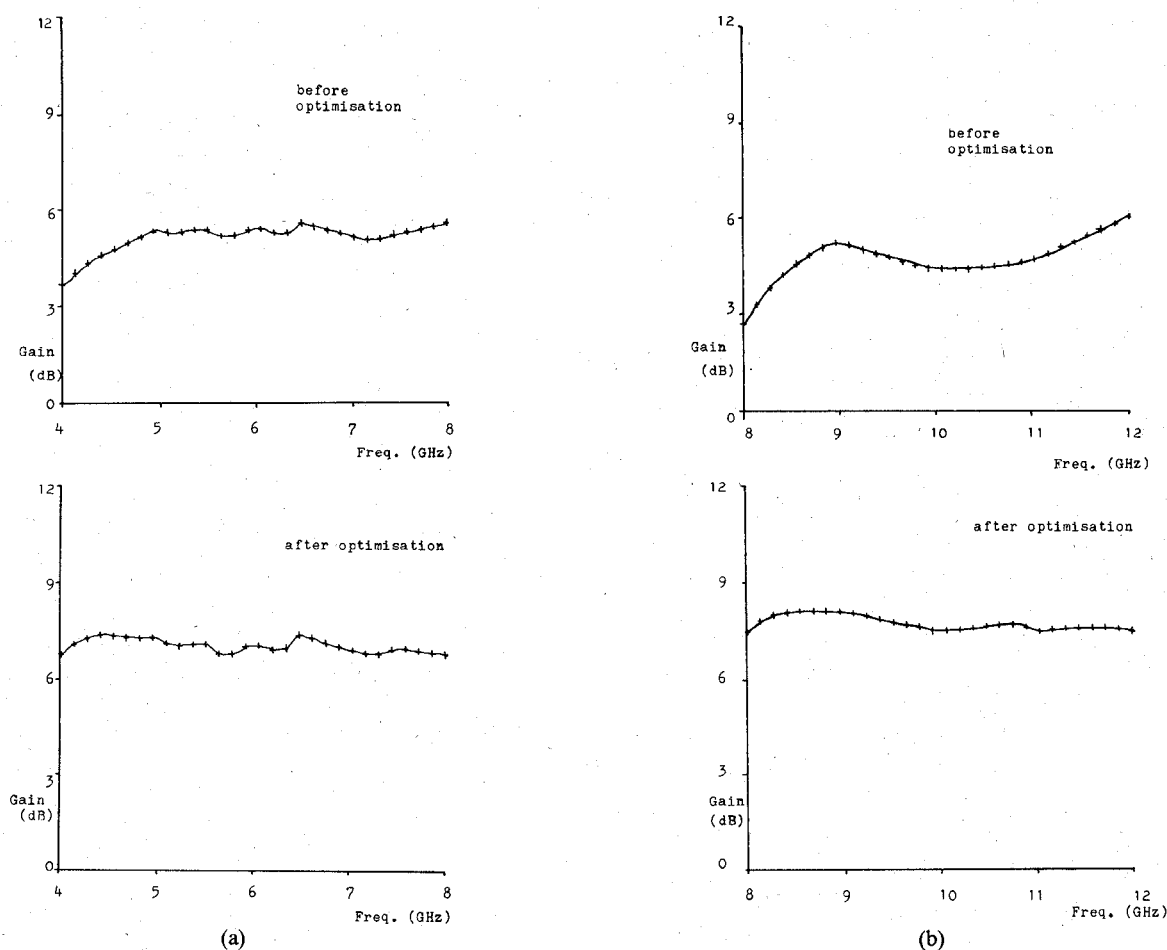 12
9
6
3
0
Gain
(dB)
before
optimisation
4 5 6 7 8
Freq. (GHz)
12
9
6
3
0
Gain
(dB)
before
optimisation
8 9 10 11 12
Freq. (GHz)
12
9
6
3
0
Gain
(dB)
after optimisation
4 5 6 7 8
Freq. (GHz)
(a)
12
9
6
3
0
Gain
(dB)
after optimisation
8 9 10 11 12
Freq. (GHz)
(b)